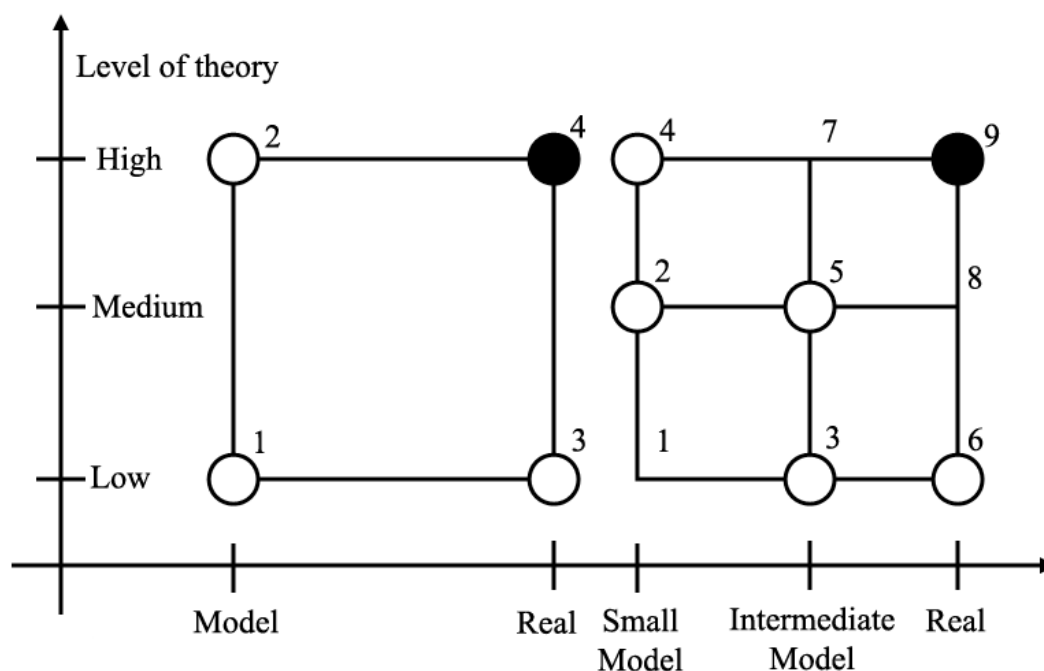 Level of theory
2 4 4 7 9
High
2 5 8
Medium
1 3 1 3 6
Low
Model Real Small Intermediate Real
Model Model